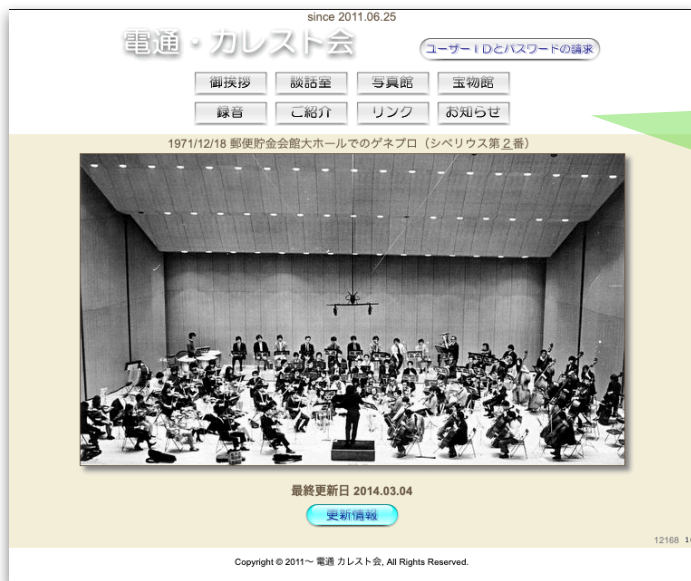 since 2011.06.25
電通・カレスト会
ユーザーIDとパスワードの請求
御挨拶 談話室 写真館 宝物館
録音 ご紹介 リンク お知らせ
1971/12/18 郵便貯金会館大ホールでのゲネプロ（シベリウス第2番）
最終更新日 2014.03.04
更新情報
12168
Copyright © 2011〜 電通 カレスト会, All Rights Reserved.